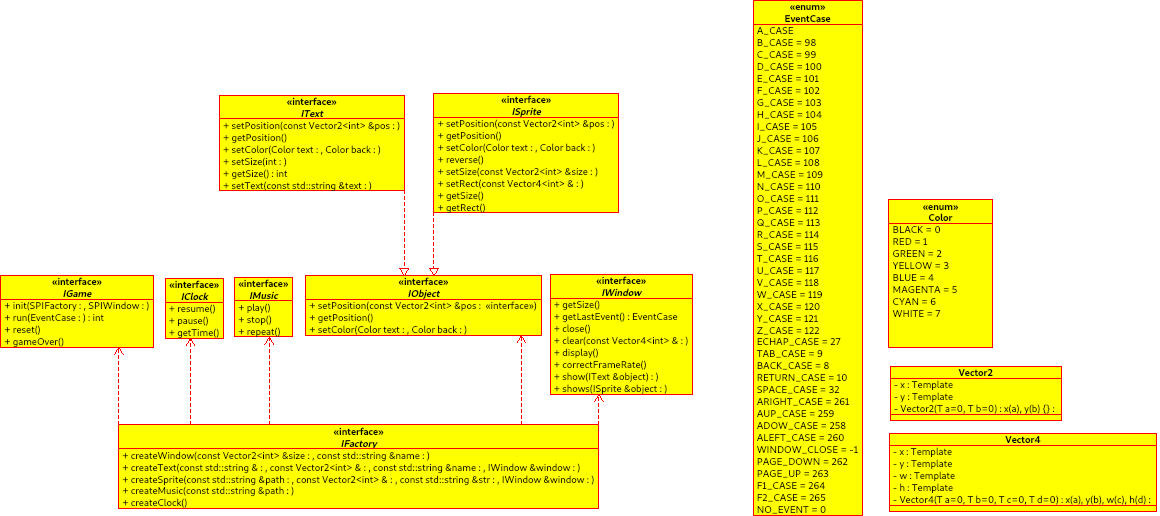 «interface»
IText
+ setPosition(const Vector2<int> &pos : )
+ getPosition()
+ setColor(Color text : , Color back : )
+ setSize(int : )
+ getSize() : int
+ setText(const std::string &text : )
«interface»
ISprite
+ setPosition(const Vector2<int> &pos : )
+ getPosition()
+ setColor(Color text : , Color back : )
+ reverse()
+ setSize(const Vector2<int> &size : )
+ setRect(const Vector4<int> & : )
+ getSize()
+ getRect()
«interface»
IGame
+ init(SPIFactory : , SPIWindow : )
+ run(EventCase : ) : int
+ reset()
+ gameOver()
«interface»
IClock
+ resume()
+ pause()
+ getTime()
«interface»
IMusic
+ play()
+ stop()
+ repeat()
«interface»
IObject
+ setPosition(const Vector2<int> &pos : «interface»)
+ getPosition()
+ setColor(Color text : , Color back : )
«interface»
IWindow
+ getSize()
+ getLastEvent() : EventCase
+ close()
+ clear(const Vector4<int> & : )
+ display()
+ correctFrameRate()
+ show(IText &object) : )
+ shows(ISprite &object : )
«interface»
IFactory
+ createWindow(const Vector2<int> &size : , const std::string &name : )
+ createText(const std::string & : , const Vector2<int> & : , const std::string &name : , IWindow &window : )
+ createSprite(const std::string &path : , const Vector2<int> & : , const std::string &str : , IWindow &window : )
+ createMusic(const std::string &path : )
+ createClock()
«enum»
EventCase
A_CASE
B_CASE = 98
C_CASE = 99
D_CASE = 100
E_CASE = 101
F_CASE = 102
G_CASE = 103
H_CASE = 104
I_CASE = 105
J_CASE = 106
K_CASE = 107
L_CASE = 108
M_CASE = 109
N_CASE = 110
O_CASE = 111
P_CASE = 112
Q_CASE = 113
R_CASE = 114
S_CASE = 115
T_CASE = 116
U_CASE = 117
V_CASE = 118
W_CASE = 119
X_CASE = 120
Y_CASE = 121
Z_CASE = 122
ECHAP_CASE = 27
TAB_CASE = 9
BACK_CASE = 8
RETURN_CASE = 10
SPACE_CASE = 32
ARIGHT_CASE = 261
AUP_CASE = 259
ADOW_CASE = 258
ALEFT_CASE = 260
WINDOW_CLOSE = -1
PAGE_DOWN = 262
PAGE_UP = 263
F1_CASE = 264
F2_CASE = 265
NO_EVENT = 0
«enum»
Color
BLACK = 0
RED = 1
GREEN = 2
YELLOW = 3
BLUE = 4
MAGENTA = 5
CYAN = 6
WHITE = 7
Vector2
- x : Template
- y : Template
- Vector2(T a=0, T b=0) : x(a), y(b) {} :
Vector4
- x : Template
- y : Template
- w : Template
- h : Template
- Vector4(T a=0, T b=0, T c=0, T d=0) : x(a), y(b), w(c), h(d) :